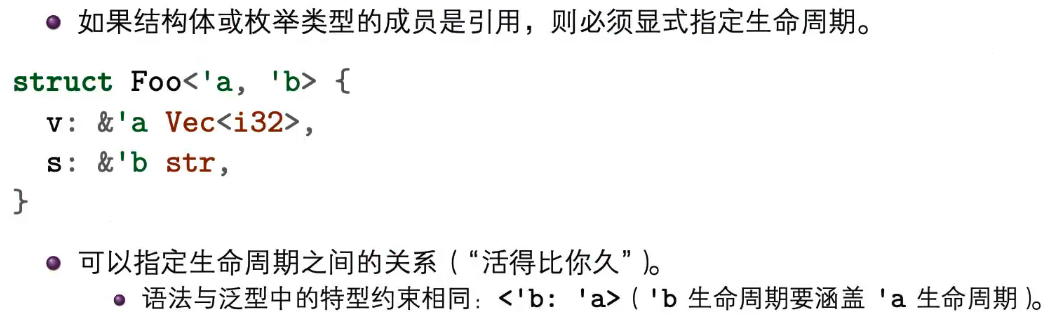 如果结构体或枚举类型的成员是引用，则必须显式指定生命周期。
struct Foo<'a, 'b> {
  v: &'a Vec<i32>,
  s: &'b str,
}
可以指定生命周期之间的关系（“活得比你久”）。
语法与泛型中的特型约束相同：<'b: 'a>（'b 生命周期要涵盖 'a 生命周期）。